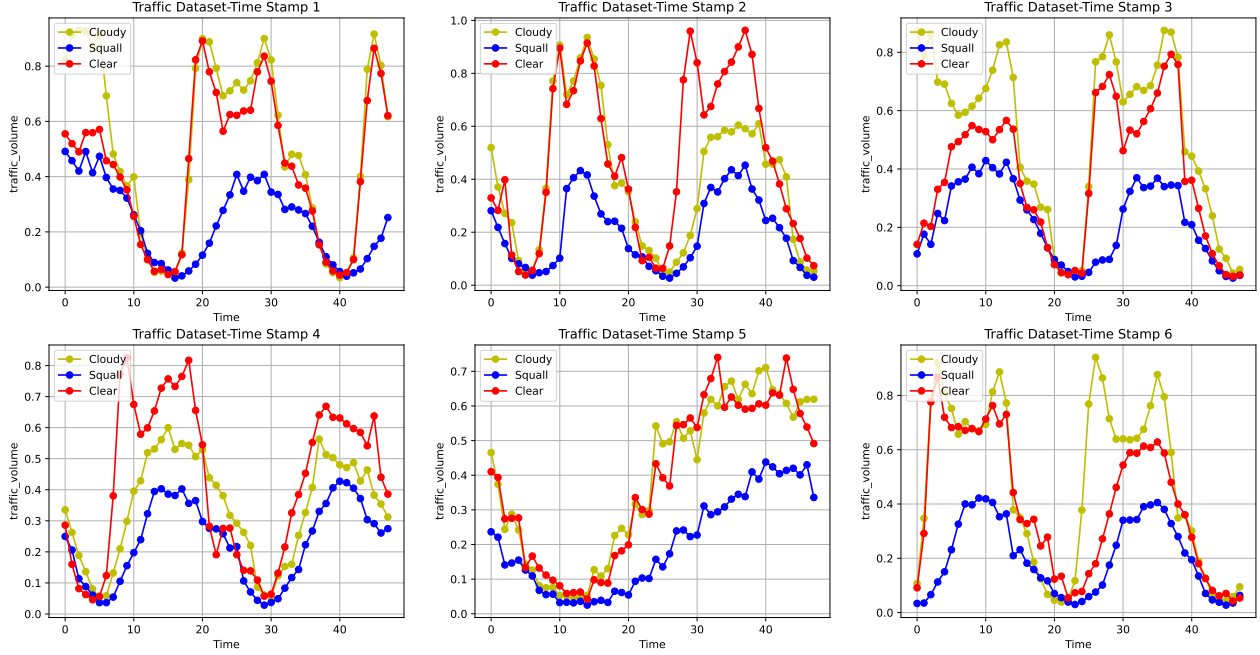 Traffic Dataset-Time Stamp 1
traffic_volume
0.8
0.6
0.4
0.2
0.0
0
10
20
30
40
Time
Cloudy
Squall
Clear
Traffic Dataset-Time Stamp 2
traffic_volume
1.0
0.8
0.6
0.4
0.2
0.0
0
10
20
30
40
Time
Cloudy
Squall
Clear
Traffic Dataset-Time Stamp 3
traffic_volume
0.8
0.6
0.4
0.2
0.0
0
10
20
30
40
Time
Cloudy
Squall
Clear
Traffic Dataset-Time Stamp 4
traffic_volume
0.8
0.7
0.6
0.5
0.4
0.3
0.2
0.1
0.0
0
10
20
30
40
Time
Cloudy
Squall
Clear
Traffic Dataset-Time Stamp 5
traffic_volume
0.7
0.6
0.5
0.4
0.3
0.2
0.1
0.0
0
10
20
30
40
Time
Cloudy
Squall
Clear
Traffic Dataset-Time Stamp 6
traffic_volume
0.8
0.6
0.4
0.2
0.0
0
10
20
30
40
Time
Cloudy
Squall
Clear